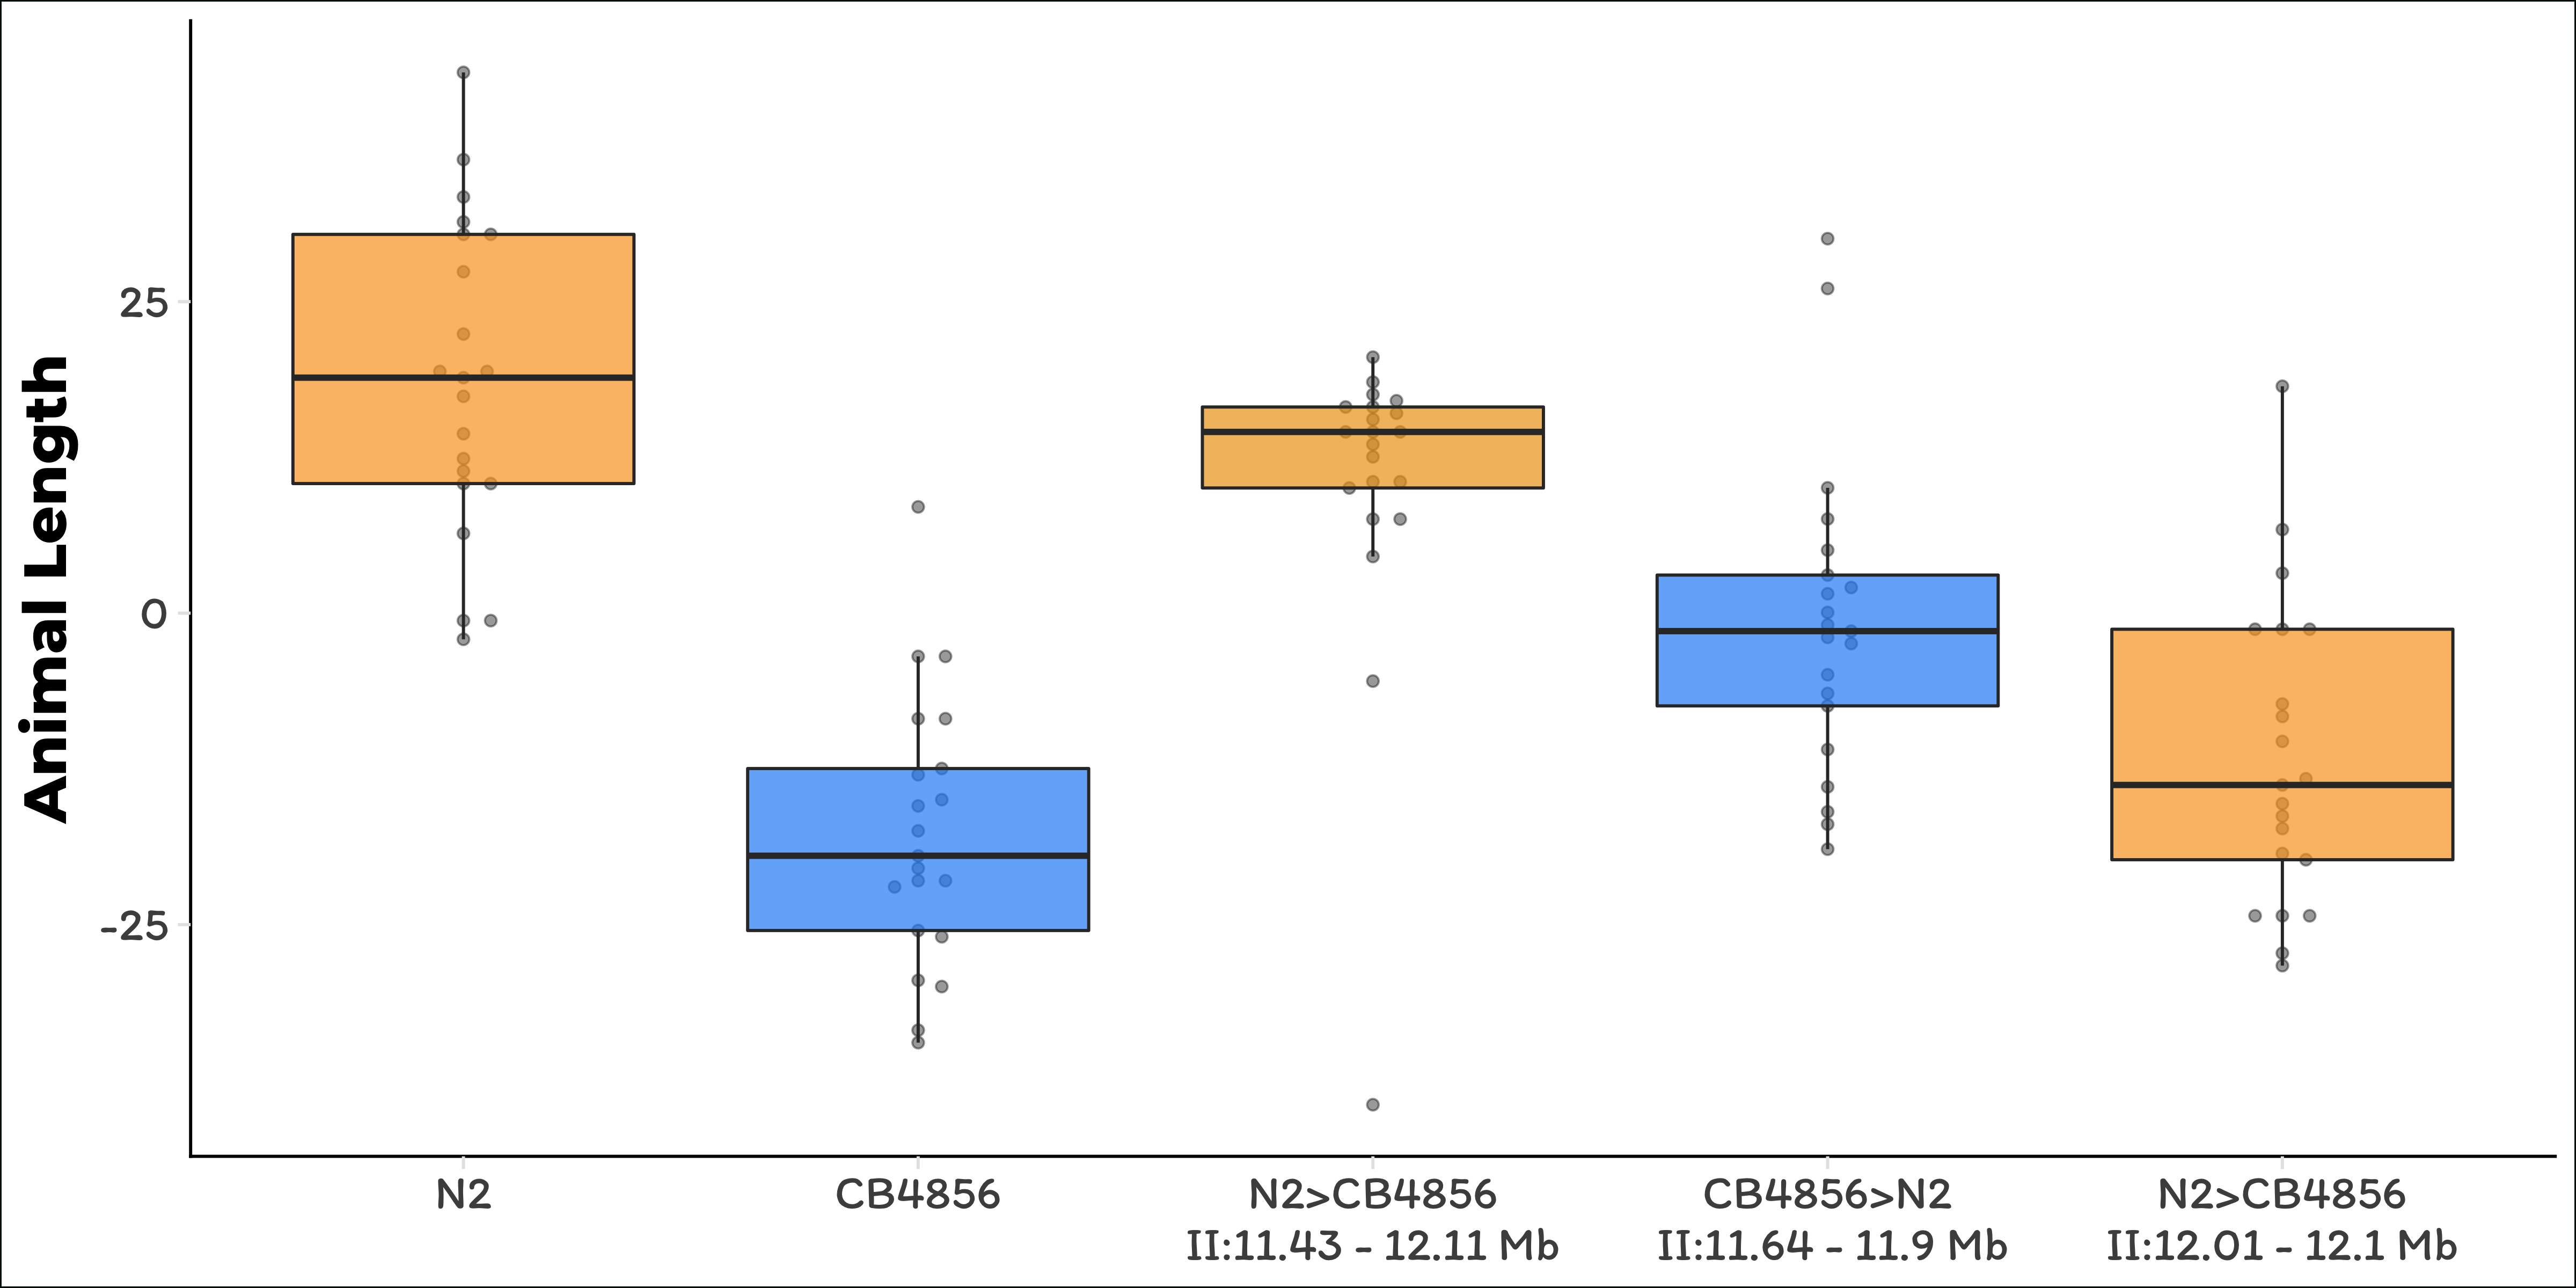 Animal Length
25
0
-25
N2
CB4856
N2>CB4856
II:11.43 - 12.11 Mb
CB4856>N2
II:11.64 - 11.9 Mb
N2>CB4856
II:12.01 - 12.1 Mb